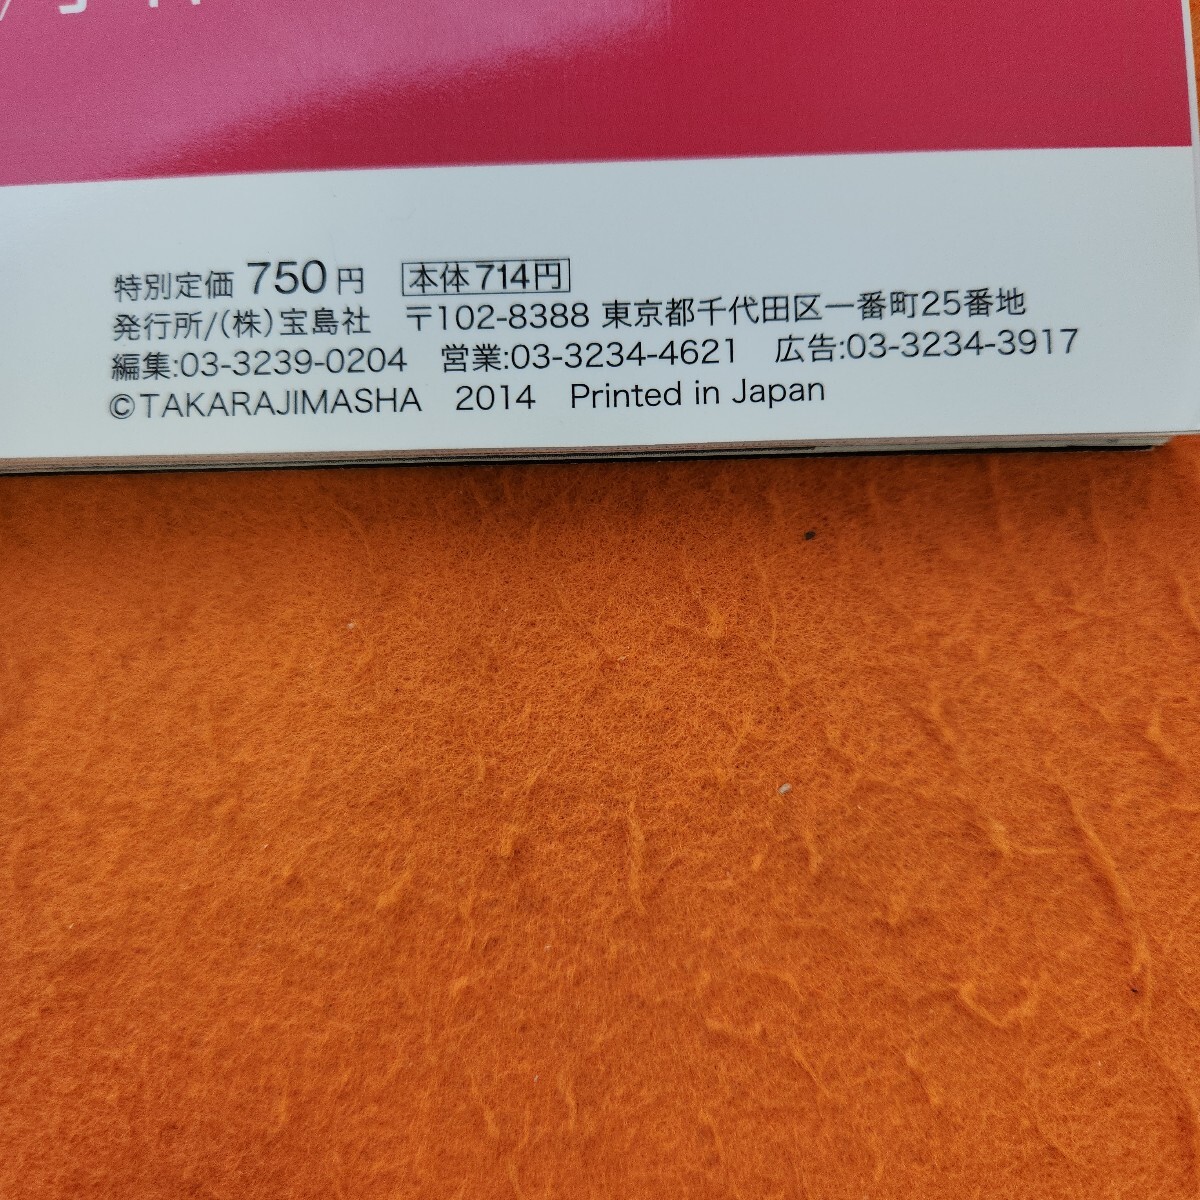 特別定価 750円 本体714円
発行所/(株)宝島社 〒102-8388 東京都千代田区一番町25番地
編集:03-3239-0204 営業:03-3234-4621 広告:03-3234-3917
©TAKARAJIMASHA 2014 Printed in Japan